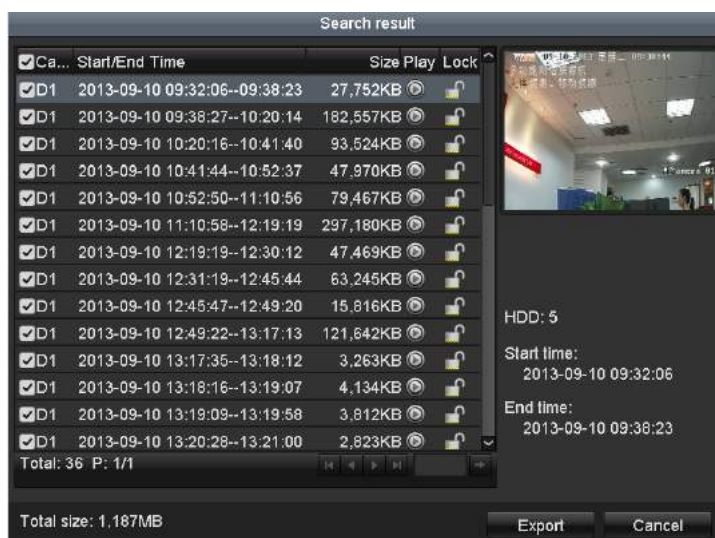 Search result
Ca... Start/End Time Size Play Lock
D1 2013-09-10 09:32:06--09:38:23 27,752KB
D1 2013-09-10 09:38:27--10:20:14 182,557KB
D1 2013-09-10 10:20:16--10:41:40 93,524KB
D1 2013-09-10 10:41:44--10:52:37 47,970KB
D1 2013-09-10 10:52:50--11:10:56 79,467KB
D1 2013-09-10 11:10:58--12:19:19 297,180KB
D1 2013-09-10 12:19:19--12:30:12 47,469KB
D1 2013-09-10 12:31:19--12:45:44 63,245KB
D1 2013-09-10 12:45:47--12:49:20 15,816KB
D1 2013-09-10 12:49:22--13:17:13 121,642KB
D1 2013-09-10 13:17:35--13:18:12 3,263KB
D1 2013-09-10 13:18:16--13:19:07 4,134KB
D1 2013-09-10 13:19:09--13:19:58 3,812KB
D1 2013-09-10 13:20:28--13:21:00 2,823KB
Total: 36 P: 1/1
HDD: 5
Start time:
2013-09-10 09:32:06
End time:
2013-09-10 09:38:23
Total size: 1,187MB
Export Cancel